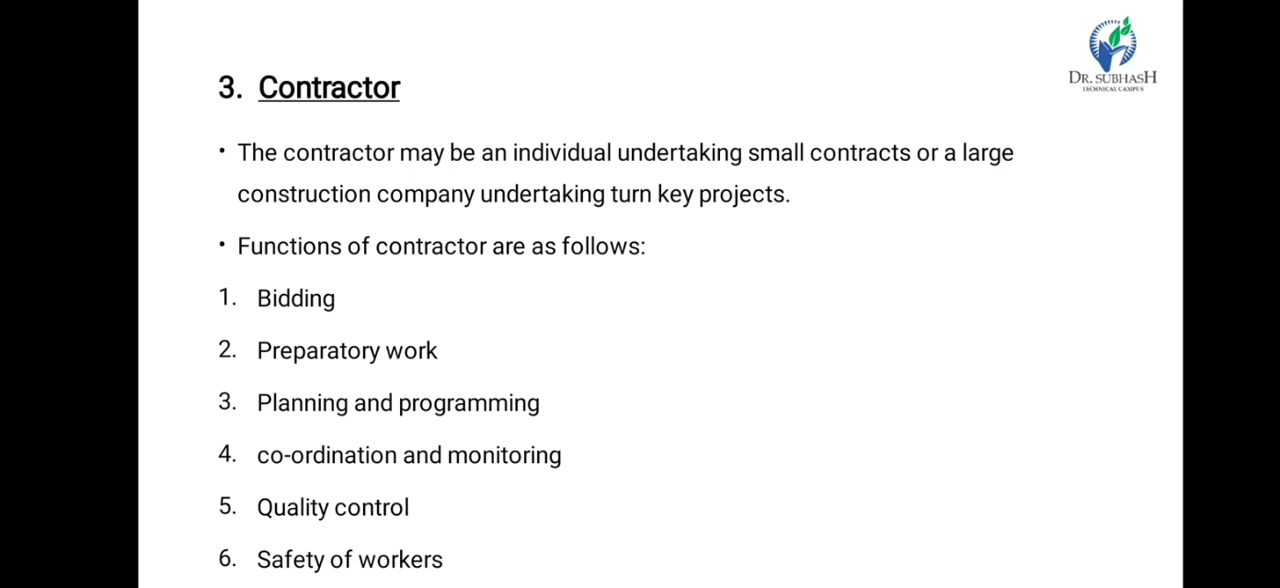 DR. SUBHASH
TECHNICAL CAMPUS
3. Contractor
• The contractor may be an individual undertaking small contracts or a large
construction company undertaking turn key projects.
• Functions of contractor are as follows:
1. Bidding
2. Preparatory work
3. Planning and programming
4. co-ordination and monitoring
5. Quality control
6. Safety of workers